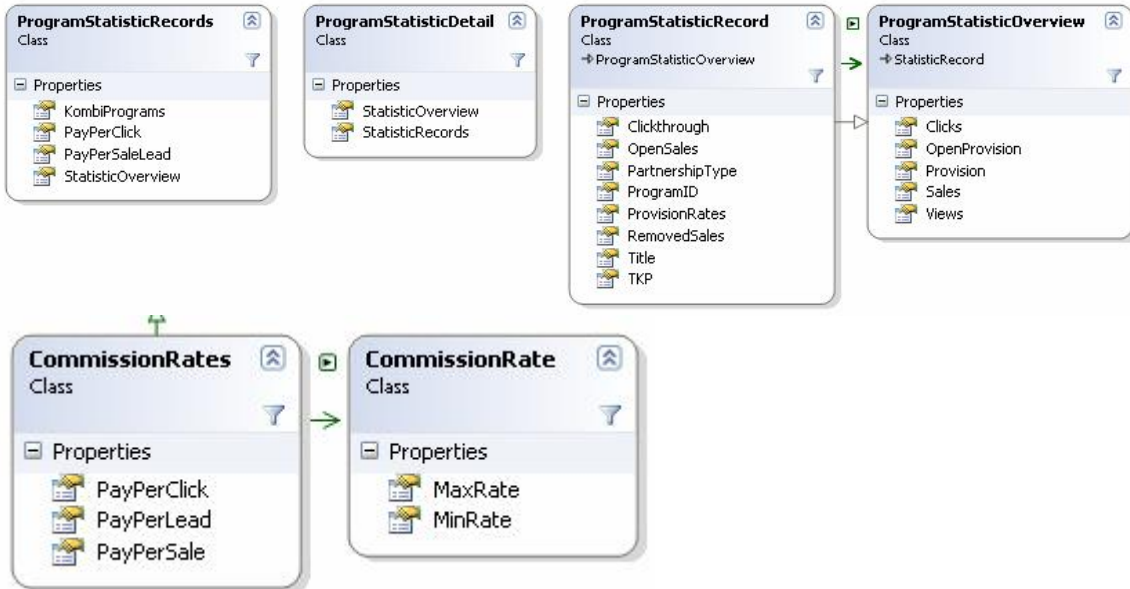 ProgramStatisticRecords
Class
Properties
KombiPrograms
PayPerClick
PayPerSaleLead
StatisticOverview
ProgramStatisticDetail
Class
Properties
StatisticOverview
StatisticRecords
ProgramStatisticRecord
Class
ProgramStatisticOverview
Properties
Clickthrough
OpenSales
PartnershipType
ProgramID
ProvisionRates
RemovedSales
Title
TKP
ProgramStatisticOverview
Class
StatisticRecord
Properties
Clicks
OpenProvision
Provision
Sales
Views
CommissionRates
Class
Properties
PayPerClick
PayPerLead
PayPerSale
CommissionRate
Class
Properties
MaxRate
MinRate